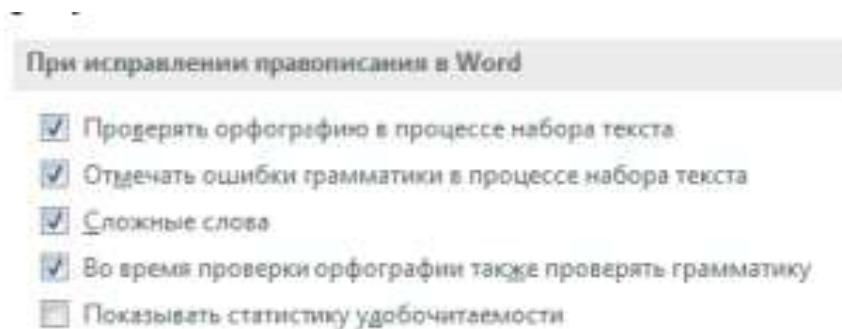 При исправлении правописания в Word
Проверять орфографию в процессе набора текста
Отмечать ошибки грамматики в процессе набора текста
Сложные слова
Во время проверки орфографии также проверять грамматику
Показывать статистику удобочитаемости